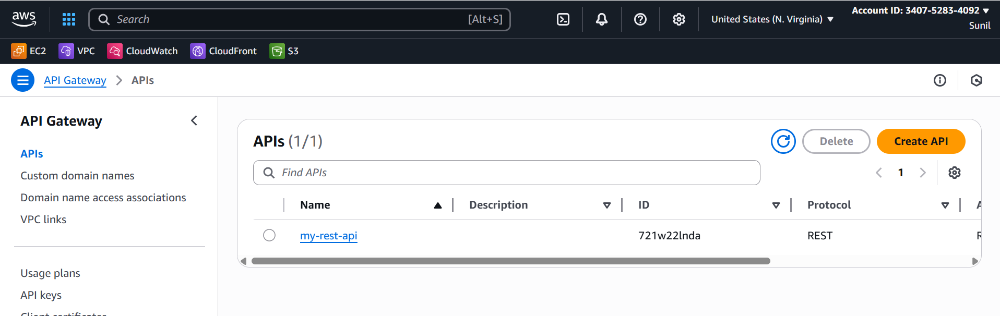 aws
Search [Alt+S]
United States (N. Virginia) ▼
Account ID: 3407-5283-4092 ▼
Sunil
EC2 VPC CloudWatch CloudFront S3
API Gateway > APIs
API Gateway
APIs
Custom domain names
Domain name access associations
VPC links
Usage plans
API keys
Client certificates
APIs (1/1)
Delete
Create API
Find APIs
1
Name Description ID Protocol
my-rest-api 721w22lnda REST